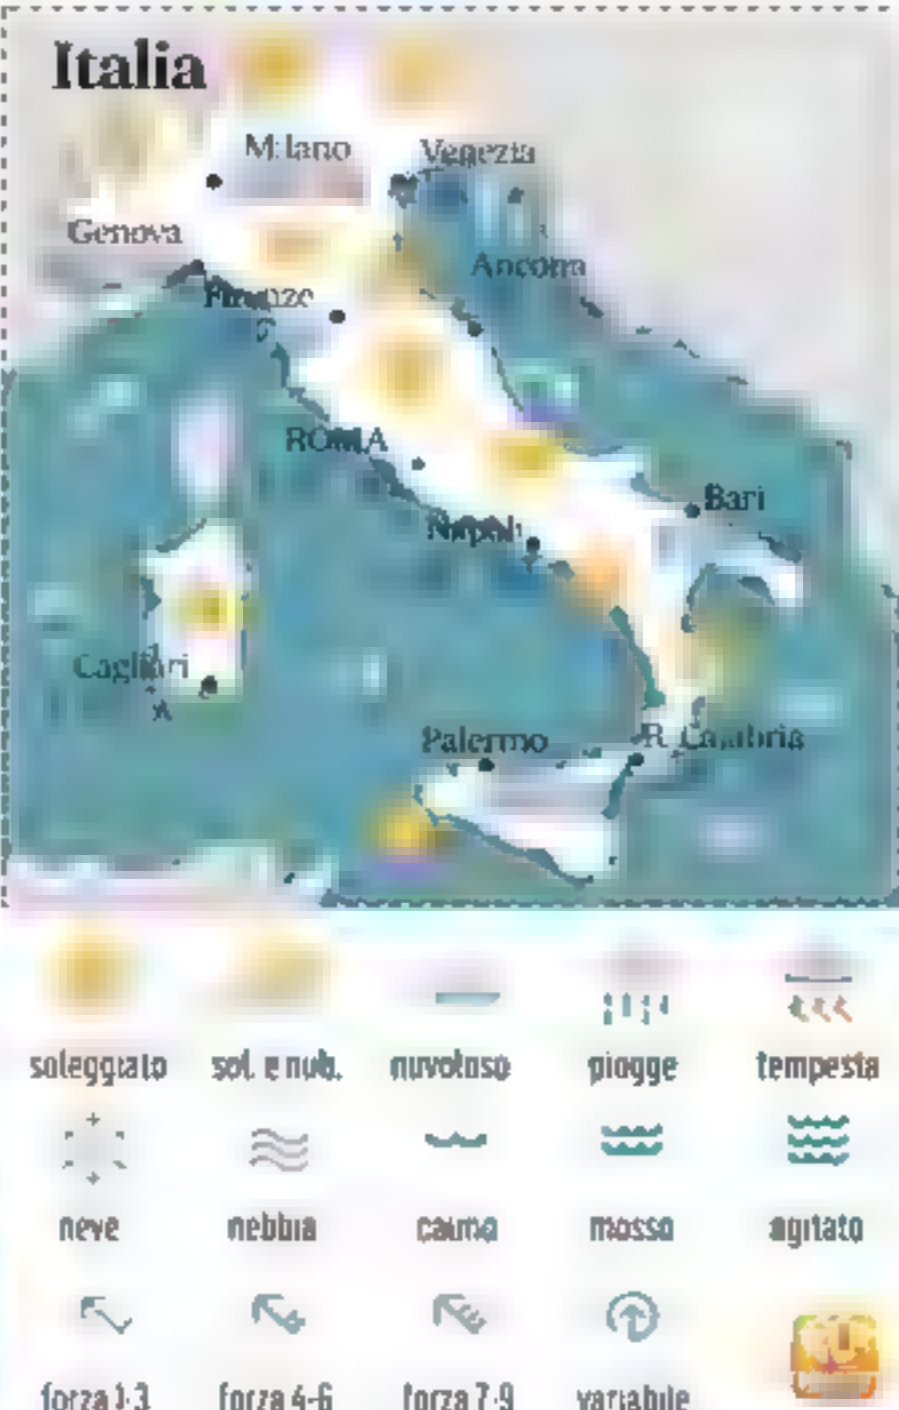 Italia
Milano
Venezia
Genova
Ancona
Firenze
ROMA
Bari
Napoli
Cagliari
Palermo
R. Calabria
soleggiato sol. e nub. nuvoloso piogge tempesta
neve nebbia calmo mosso agitato
forza 1-3 forza 4-6 forza 7-9 variabile